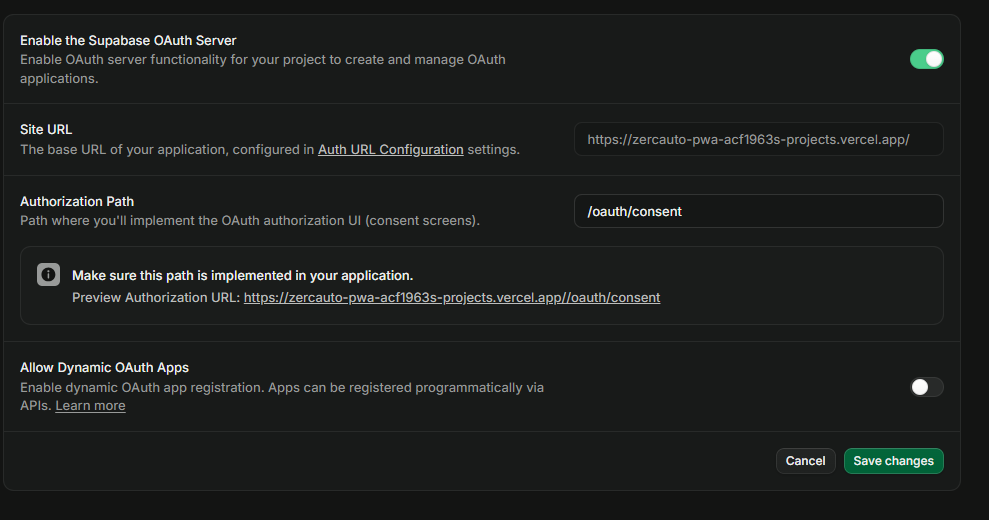 Enable the Supabase OAuth Server
Enable OAuth server functionality for your project to create and manage OAuth
applications.
Site URL
The base URL of your application, configured in Auth URL Configuration settings.
https://zercauto-pwa-acf1963s-projects.vercel.app/
Authorization Path
Path where you'll implement the OAuth authorization UI (consent screens).
/oauth/consent
Make sure this path is implemented in your application.
Preview Authorization URL: https://zercauto-pwa-acf1963s-projects.vercel.app//oauth/consent
Allow Dynamic OAuth Apps
Enable dynamic OAuth app registration. Apps can be registered programmatically via
APIs. Learn more
Cancel
Save changes